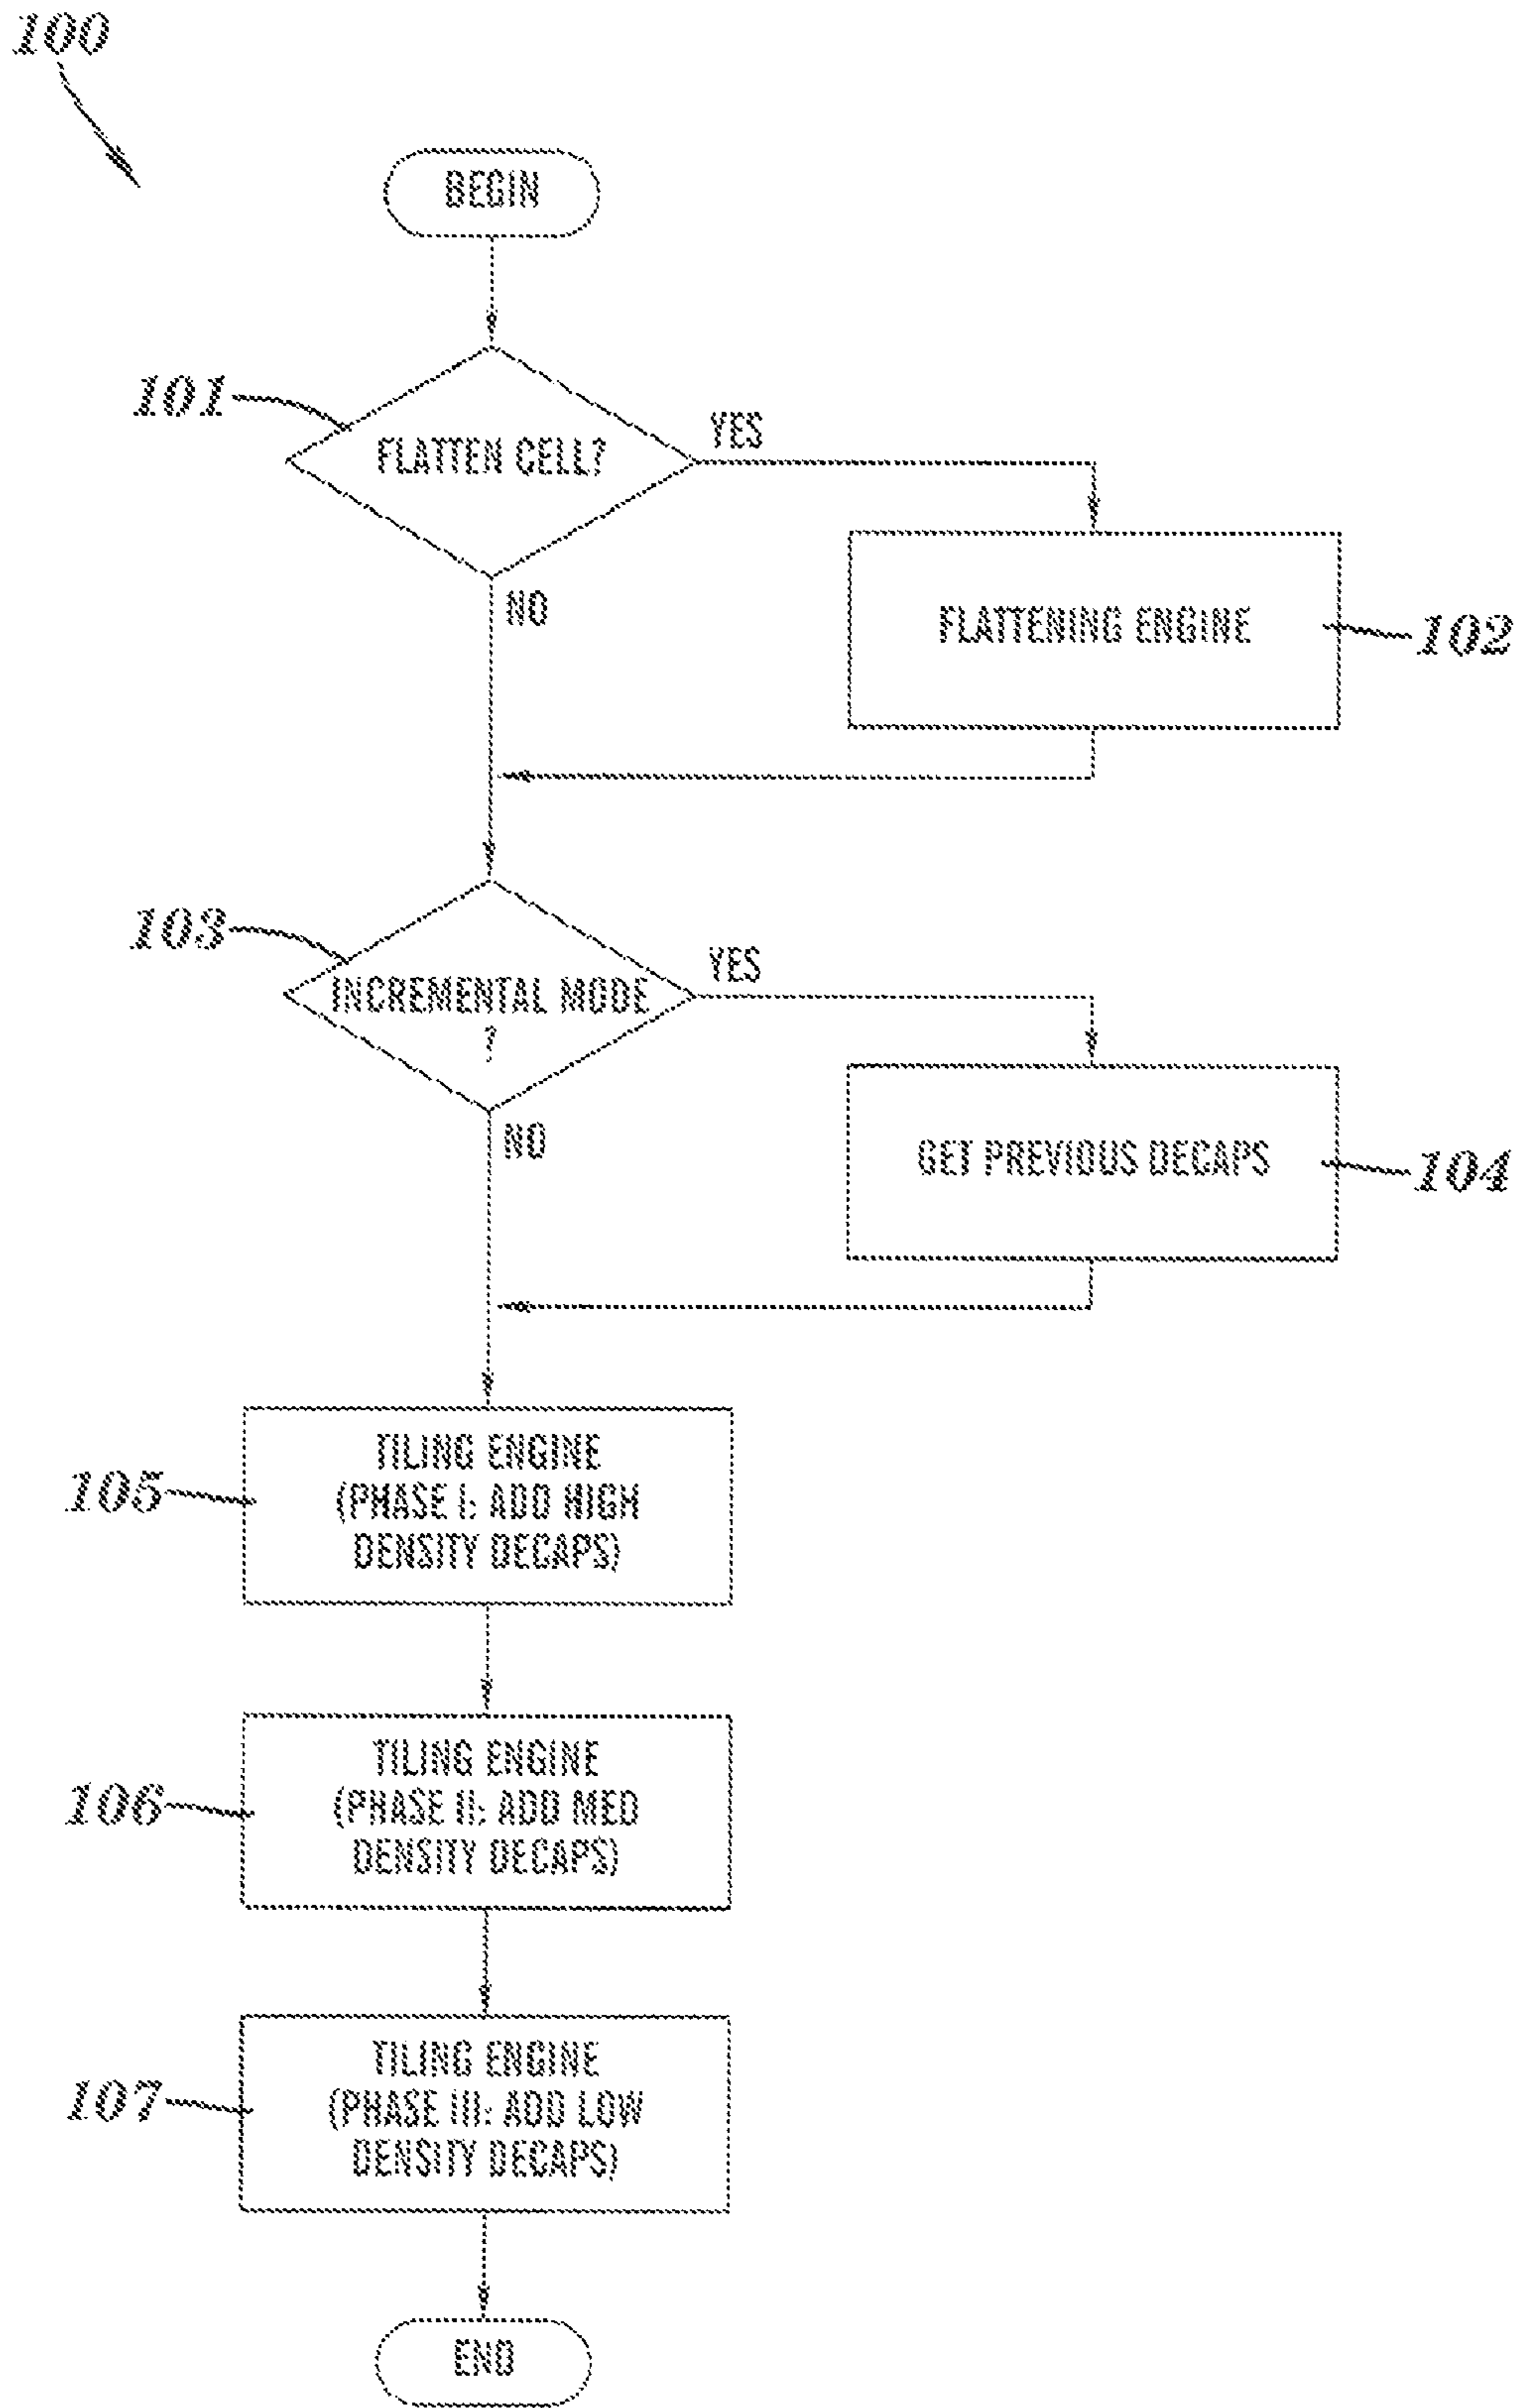 100
BEGIN
101
FLATTEN CELL?
YES
NO
FLATTENING ENGINE
102
103
INCREMENTAL MODE
?
YES
NO
GET PREVIOUS DECAPS
104
105
TILING ENGINE
(PHASE I: ADD HIGH
DENSITY DECAPS)
106
TILING ENGINE
(PHASE II: ADD MED
DENSITY DECAPS)
107
TILING ENGINE
(PHASE III: ADD LOW
DENSITY DECAPS)
END